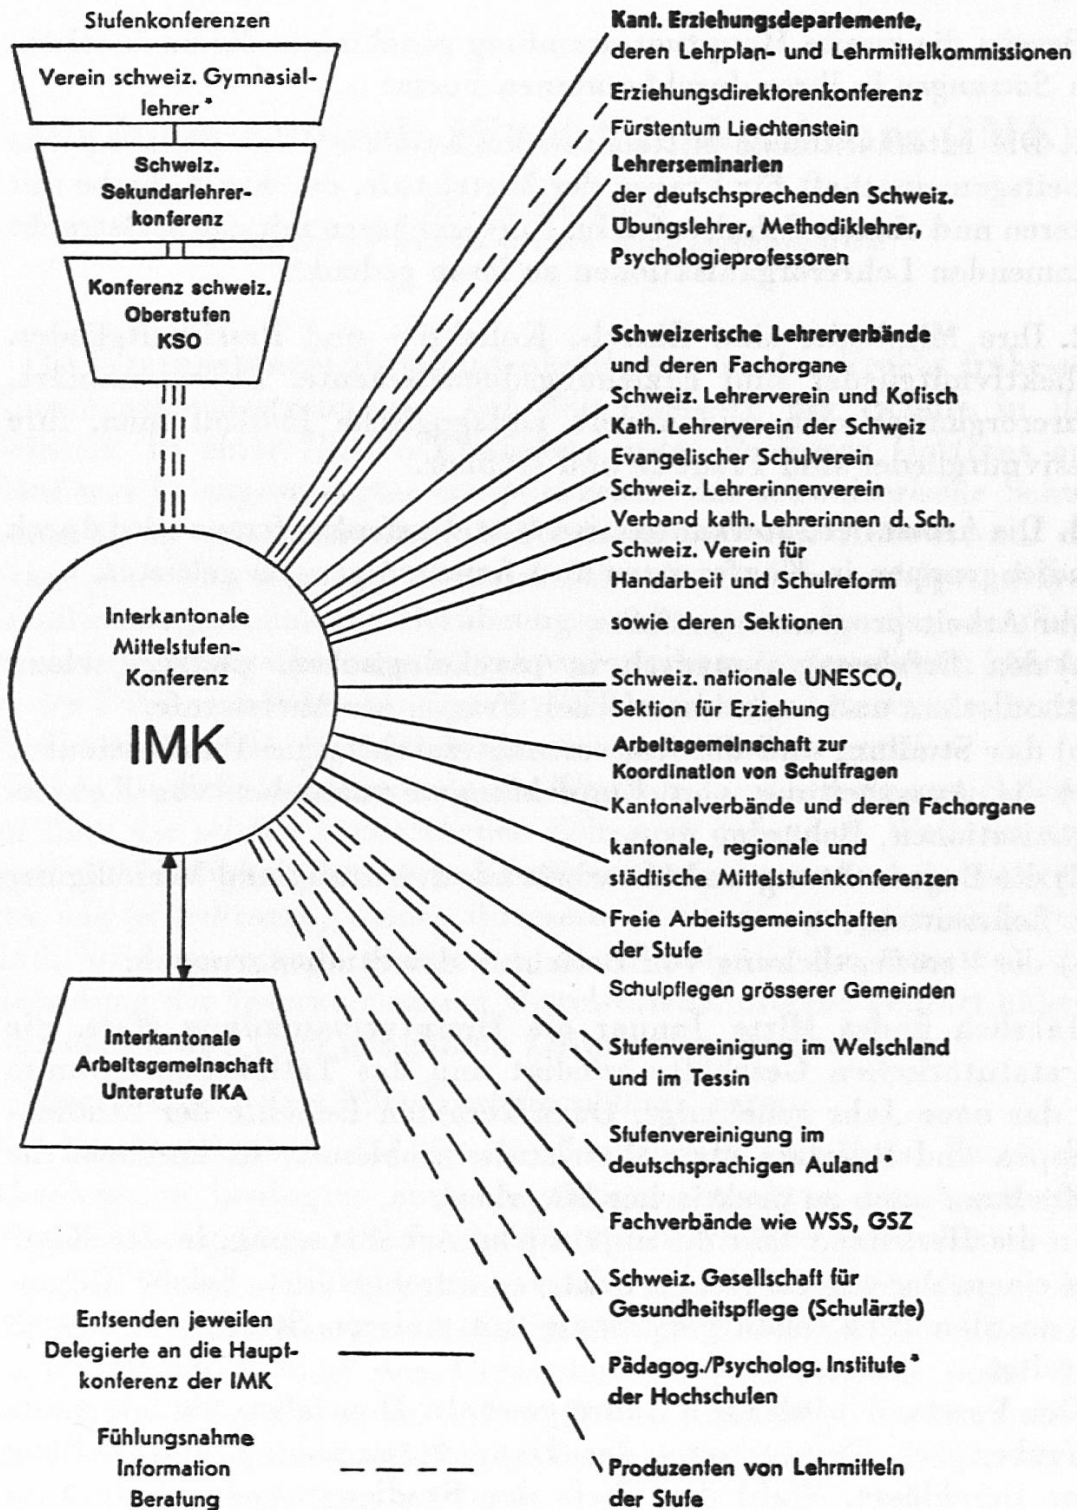 Stufenkonferenzen
Verein schweiz. Gymnasial-
lehrer *
Schweiz.
Sekundarlehrer-
konferenz
Konferenz schweiz.
Oberstufen
KSO
Interkantonale
Mittelstufen-
Konferenz
IMK
Interkantonale
Arbeitsgemeinschaft
Unterstufe IKA
Entsenden jeweilen
Delegierte an die Haupt-
konferenz der IMK
Fühlungsnahme
Information
Beratung
Kant. Erziehungsdepartemente,
deren Lehrplan- und Lehrmittelkommissionen
Erziehungsdirektorenkonferenz
Fürstentum Liechtenstein
Lehrerseminarien
der deutschsprechenden Schweiz.
Übungslehrer, Methodiklehrer,
Psychologieprofessoren
Schweizerische Lehrerverbände
und deren Fachorgane
Schweiz. Lehrerverein und Kofisch
Kath. Lehrerverein der Schweiz
Evangelischer Schulverein
Schweiz. Lehrerinnenverein
Verband kath. Lehrerinnen d. Sch.
Schweiz. Verein für
Handarbeit und Schulreform
sowie deren Sektionen
Schweiz. nationale UNESCO,
Sektion für Erziehung
Arbeitsgemeinschaft zur
Koordination von Schulfragen
Kantonalverbände und deren Fachorgane
kantonale, regionale und
städtische Mittelstufenkonferenzen
Freie Arbeitsgemeinschaften
der Stufe
Schulpflegen grösserer Gemeinden
Stufenvereinigung im Welschland
und im Tessin
Stufenvereinigung im
deutschsprachigen Auland *
Fachverbände wie WSS, GSZ
Schweiz. Gesellschaft für
Gesundheitspflege (Schulärzte)
Pädagog./Psycholog. Institute *
der Hochschulen
Produzenten von Lehrmitteln
der Stufe